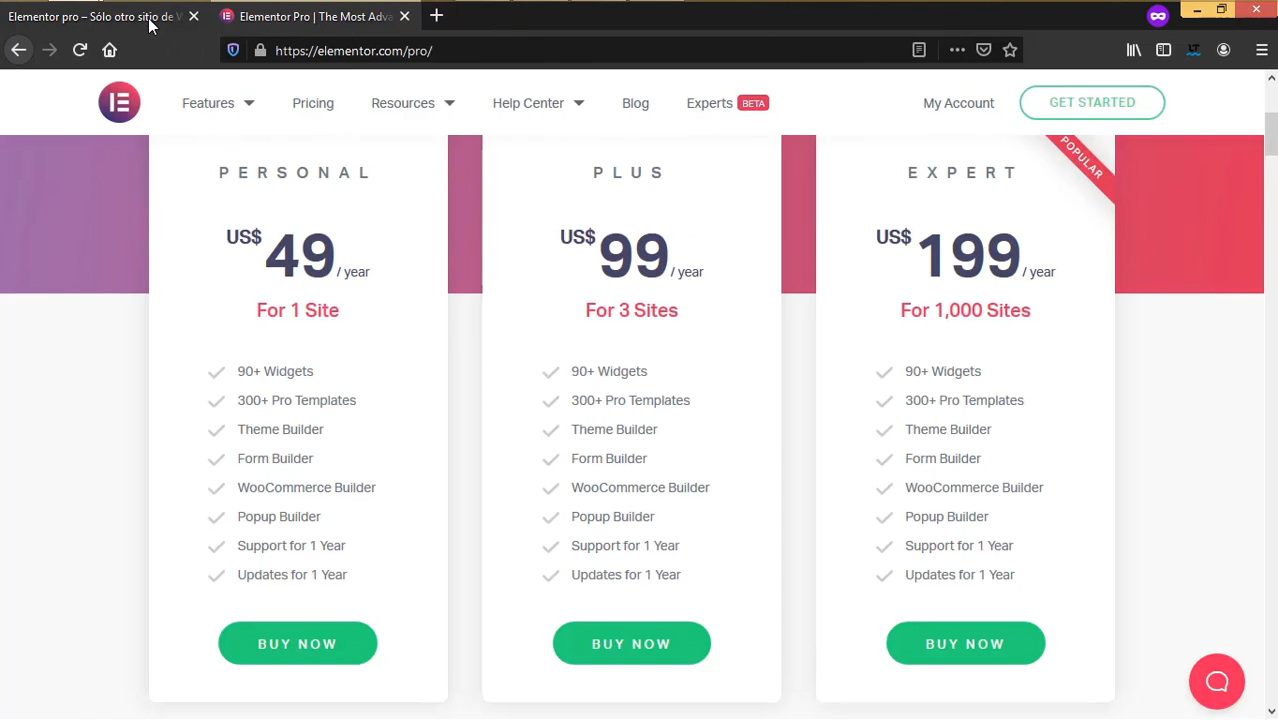 Elementor pro – Sólo otro sitio de W
Elementor Pro | The Most Adva
https://elementor.com/pro/
Features
Pricing
Resources
Help Center
Blog
Experts BETA
My Account
GET STARTED
PERSONAL
US$ 49 / year
For 1 Site
90+ Widgets
300+ Pro Templates
Theme Builder
Form Builder
WooCommerce Builder
Popup Builder
Support for 1 Year
Updates for 1 Year
BUY NOW
PLUS
US$ 99 / year
For 3 Sites
90+ Widgets
300+ Pro Templates
Theme Builder
Form Builder
WooCommerce Builder
Popup Builder
Support for 1 Year
Updates for 1 Year
BUY NOW
POPULAR
EXPERT
US$ 199 / year
For 1,000 Sites
90+ Widgets
300+ Pro Templates
Theme Builder
Form Builder
WooCommerce Builder
Popup Builder
Support for 1 Year
Updates for 1 Year
BUY NOW